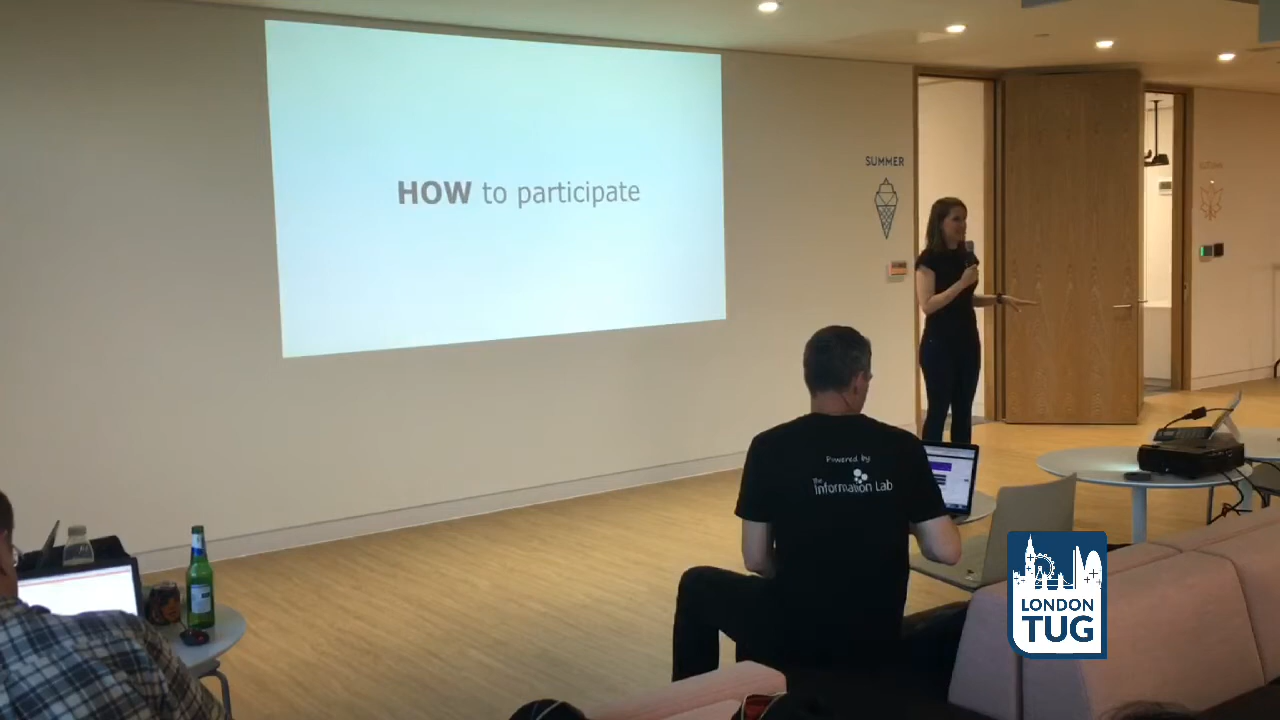 HOW to participate
SUMMER
Powered by:
The
Information Lab
LONDON
TUG